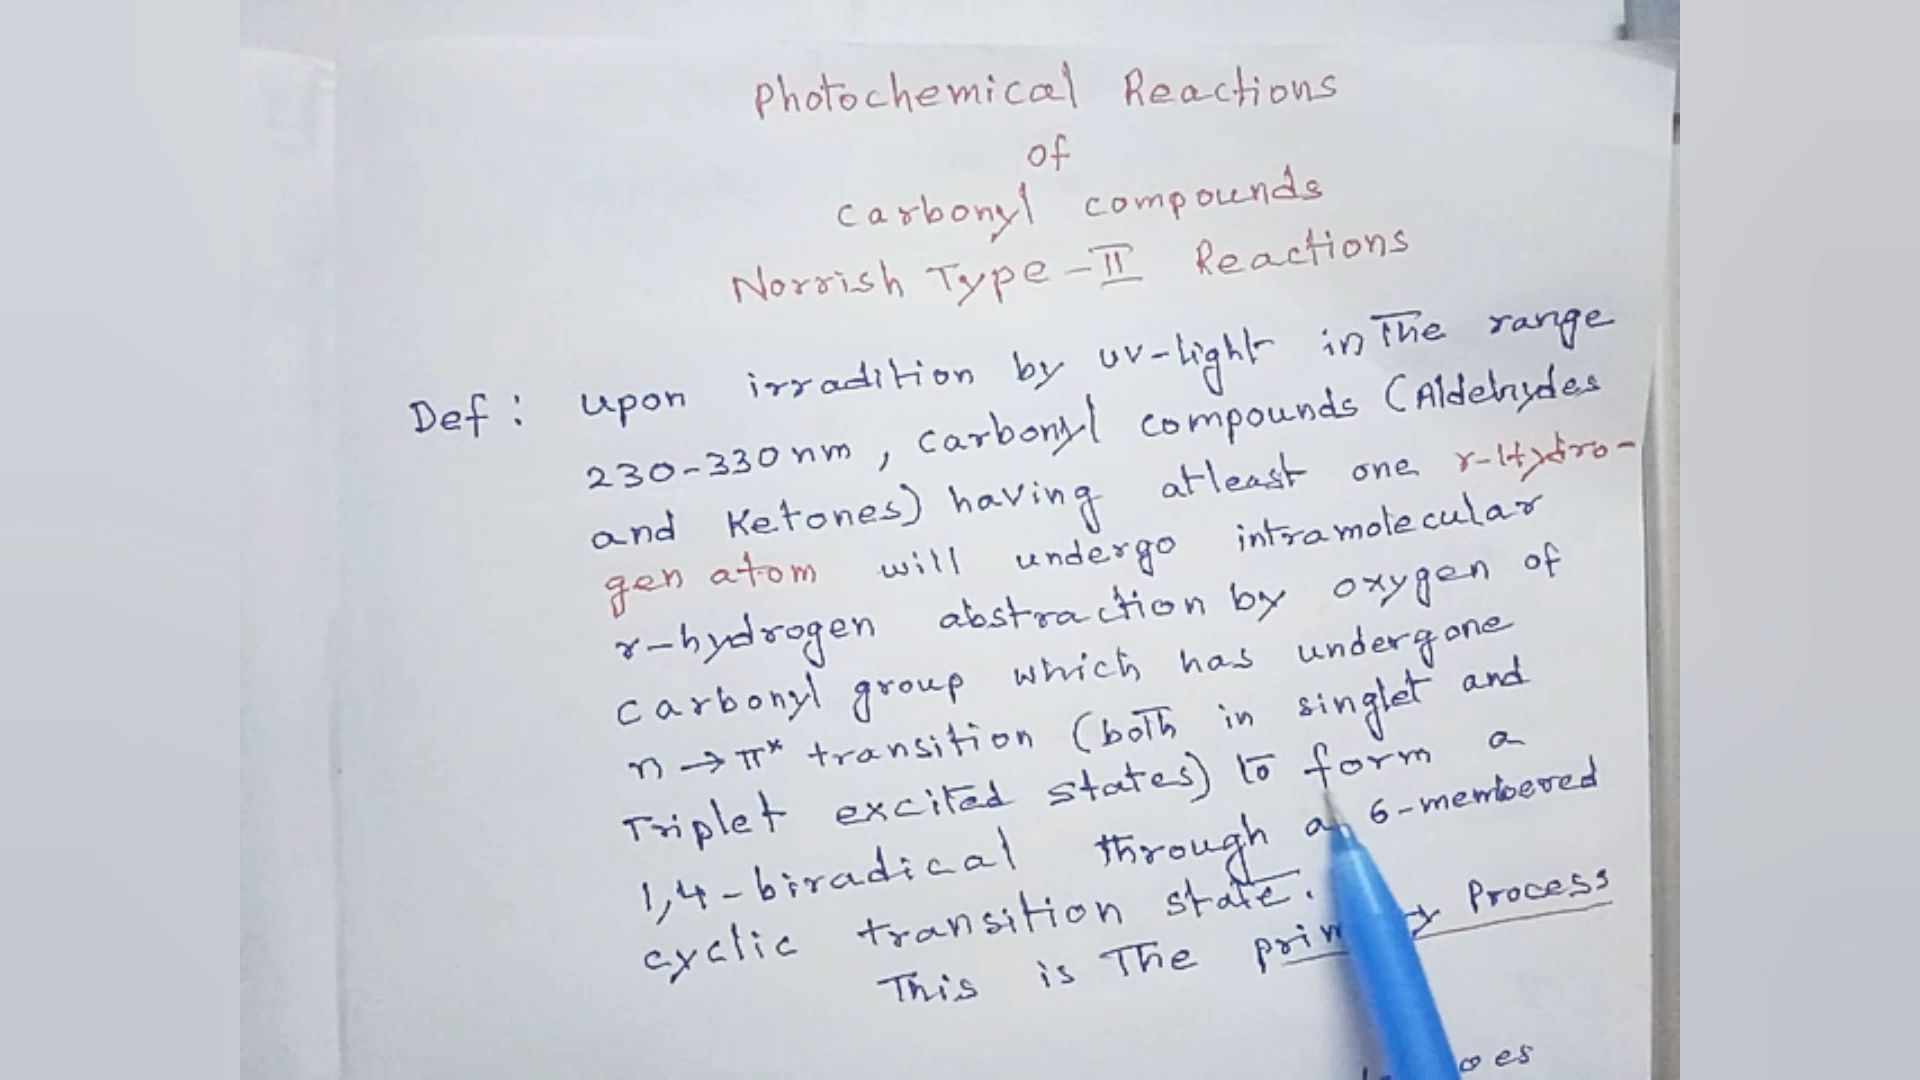 Photochemical Reactions
of
carbonyl compounds
Norrish Type-II Reactions
Def: upon irradition by uv-light in The range
230-330nm, carbonyl compounds (Aldehydes
and Ketones) having atleast one r-Hydro-
gen atom will undergo intramolecular
r-hydrogen abstraction by oxygen of
carbonyl group which has undergone
n→π* transition (both in singlet and
Triplet excited states) to form a
1,4-biradical through a 6-membered
cyclic transition state.
This is The Process